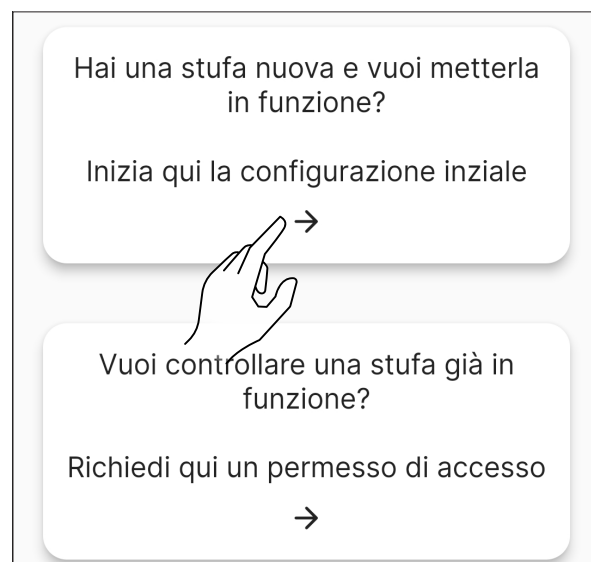 Hai una stufa nuova e vuoi metterla
in funzione?
Inizia qui la configurazione inziale
Vuoi controllare una stufa già in
funzione?
Richiedi qui un permesso di accesso